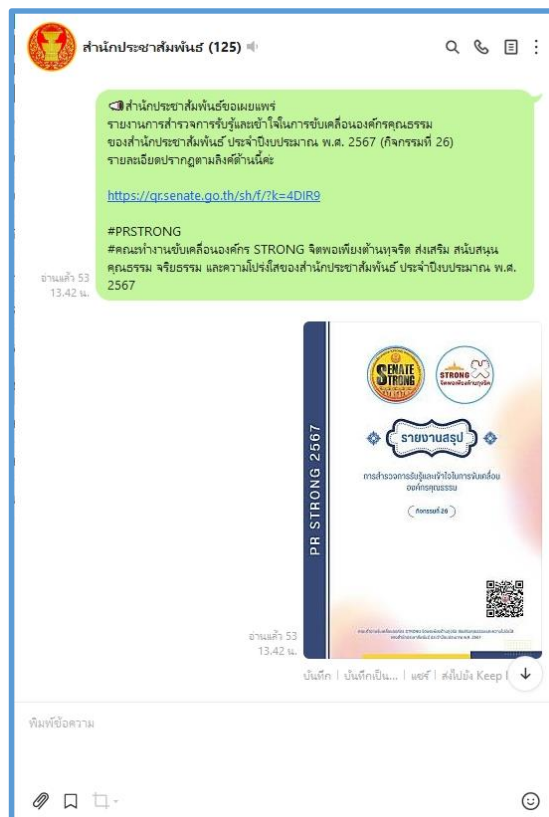 สำนักประชาสัมพันธ์ (125)
สำนักประชาสัมพันธ์ขอเผยแพร่
รายงานการสำรวจการรับรู้และเข้าใจในการขับเคลื่อนองค์กรคุณธรรม
ของสำนักประชาสัมพันธ์ ประจำปีงบประมาณ พ.ศ. 2567 (กิจกรรมที่ 26)
รายละเอียดปรากฏตามลิงค์ด้านนี้ค่ะ
https://qr.senate.go.th/sh/f/?k=4DIR9
#PRSTRONG
#คณะทำงานขับเคลื่อนองค์กร STRONG จิตพอเพียงต้านทุจริต ส่งเสริม สนับสนุน
คุณธรรม จริยธรรม และความโปร่งใสของสำนักประชาสัมพันธ์ ประจำปีงบประมาณ พ.ศ.
2567
อ่านแล้ว 53
13.42 น.
SENATE
STRONG
STRONG
จิตพอเพียงต้านทุจริต
PR STRONG 2567
รายงานสรุป
การสำรวจการรับรู้และเข้าใจในการขับเคลื่อน
องค์กรคุณธรรม
(กิจกรรมที่ 26)
อ่านแล้ว 53
13.42 น.
บันทึก | บันทึกเป็น... | แชร์ | ส่งไปยัง Keep
พิมพ์ข้อความ